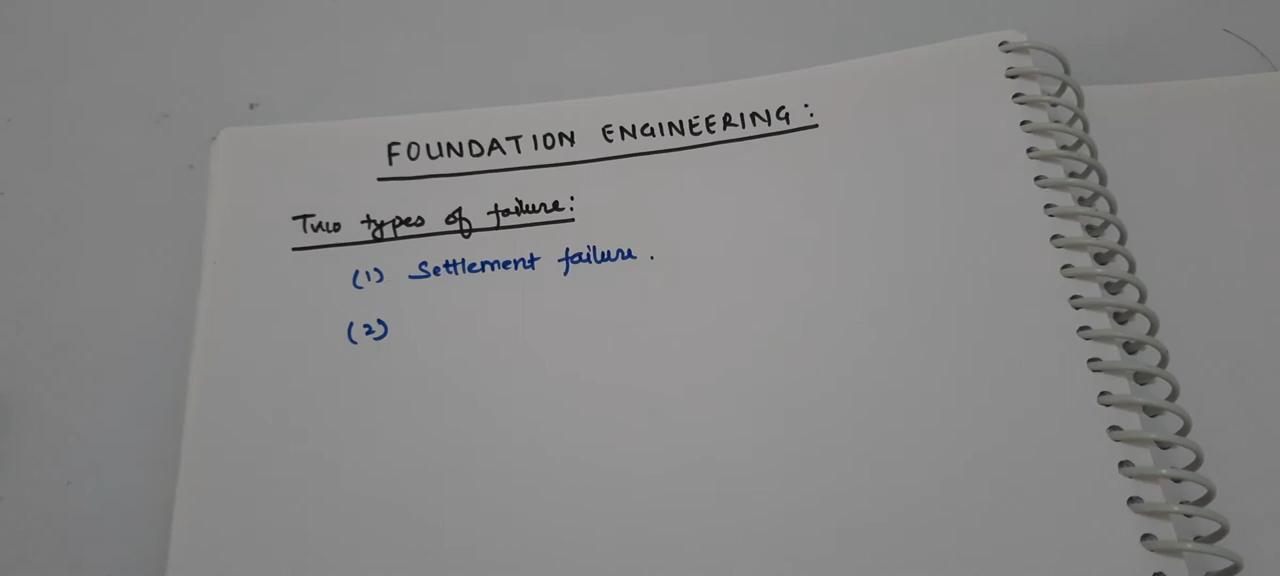 FOUNDATION ENGINEERING:
Two types of failure:
(1) Settlement failure.
(2)